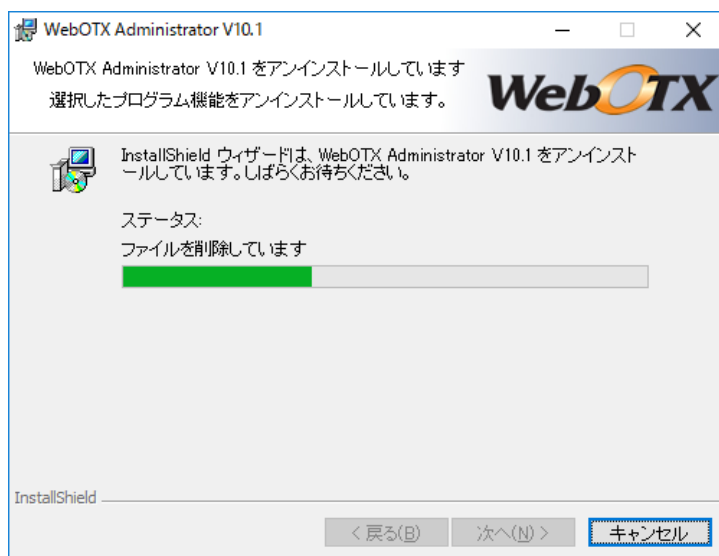 WebOTX Administrator V10.1
WebOTX Administrator V10.1 をアンインストールしています
選択したプログラム機能をアンインストールしています。
WebOTX
InstallShield ウィザードは、WebOTX Administrator V10.1 をアンインスト
ールしています。しばらくお待ちください。
ステータス:
ファイルを削除しています
InstallShield
< 戻る(B)
次へ(N) >
キャンセル